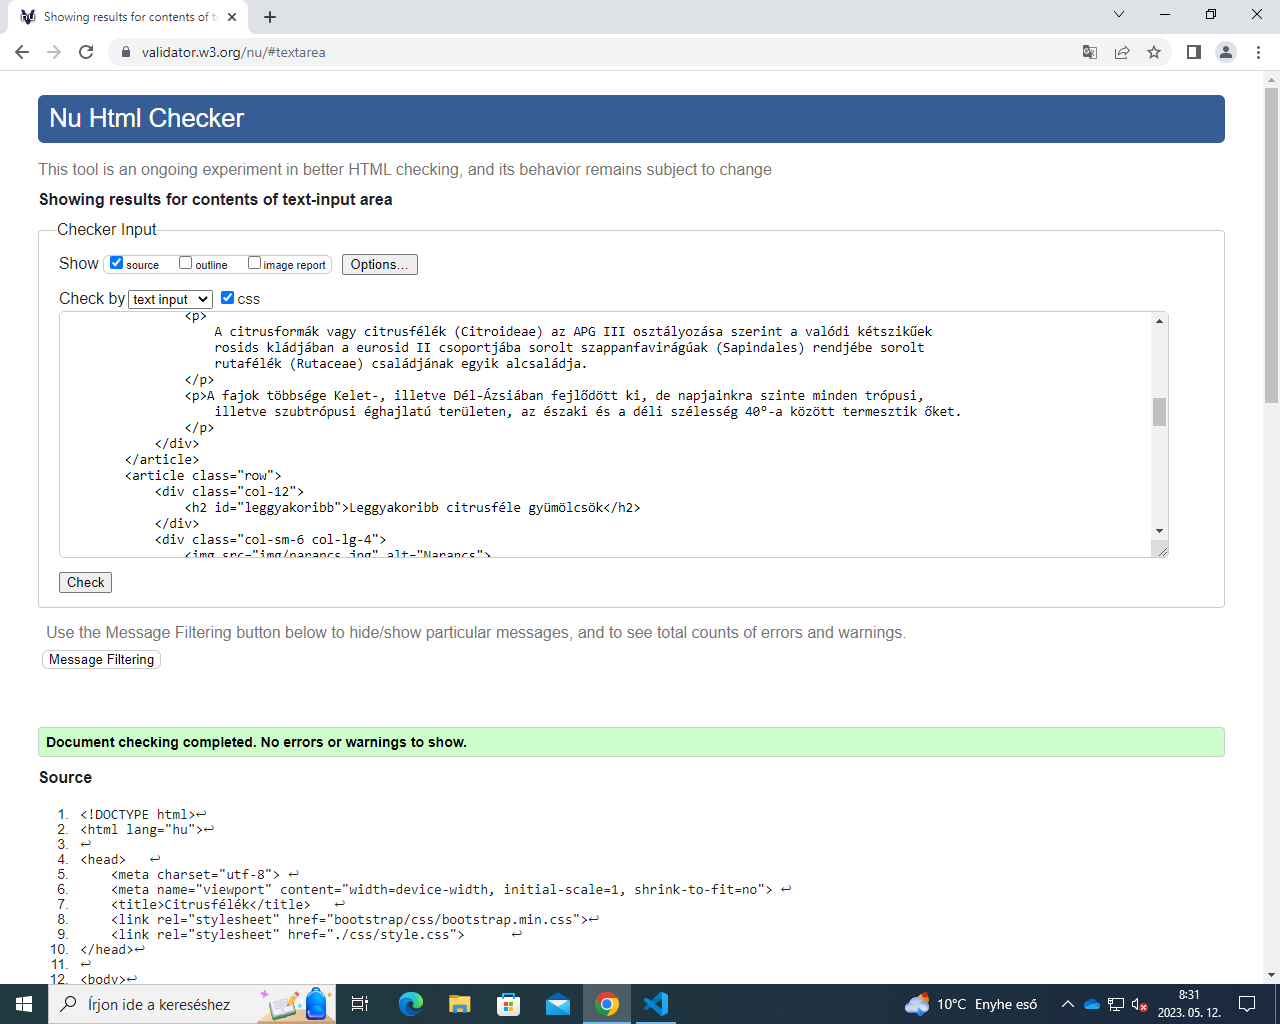 Showing results for contents of te
validator.w3.org/nu/#textarea
Nu Html Checker
This tool is an ongoing experiment in better HTML checking, and its behavior remains subject to change
Showing results for contents of text-input area
Checker Input
Show source outline image report Options...
Check by text input css
<p>
A citrusformák vagy citrusfélék (Citroideae) az APG III osztályozása szerint a valódi kétszikűek
rosids kládjában a eurosid II csoportjába sorolt szappanfavirágúak (Sapindales) rendjébe sorolt
rutafélék (Rutaceae) családjának egyik alcsaládja.
</p>
<p>A fajok többsége Kelet-, illetve Dél-Ázsiában fejlődött ki, de napjainkra szinte minden trópusi,
illetve szubtrópusi éghajlatú területen, az északi és a déli szélesség 40°-a között termesztik őket.
</p>
</div>
</article>
<article class="row">
<div class="col-12">
<h2 id="leggyakoribb">Leggyakoribb citrusféle gyümölcsök</h2>
</div>
<div class="col-sm-6 col-lg-4">
<img src="img/narancs.jpg" alt="Narancs">
Check
Use the Message Filtering button below to hide/show particular messages, and to see total counts of errors and warnings.
Message Filtering
Document checking completed. No errors or warnings to show.
Source
1. <!DOCTYPE html>↩
2. <html lang="hu">↩
3. ↩
4. <head> ↩
5. <meta charset="utf-8"> ↩
6. <meta name="viewport" content="width=device-width, initial-scale=1, shrink-to-fit=no"> ↩
7. <title>Citrusfélék</title> ↩
8. <link rel="stylesheet" href="bootstrap/css/bootstrap.min.css">↩
9. <link rel="stylesheet" href="./css/style.css"> ↩
10. </head>↩
11. ↩
12. <body>↩
Írjon ide a kereséshez
10°C Enyhe eső
8:31
2023. 05. 12.